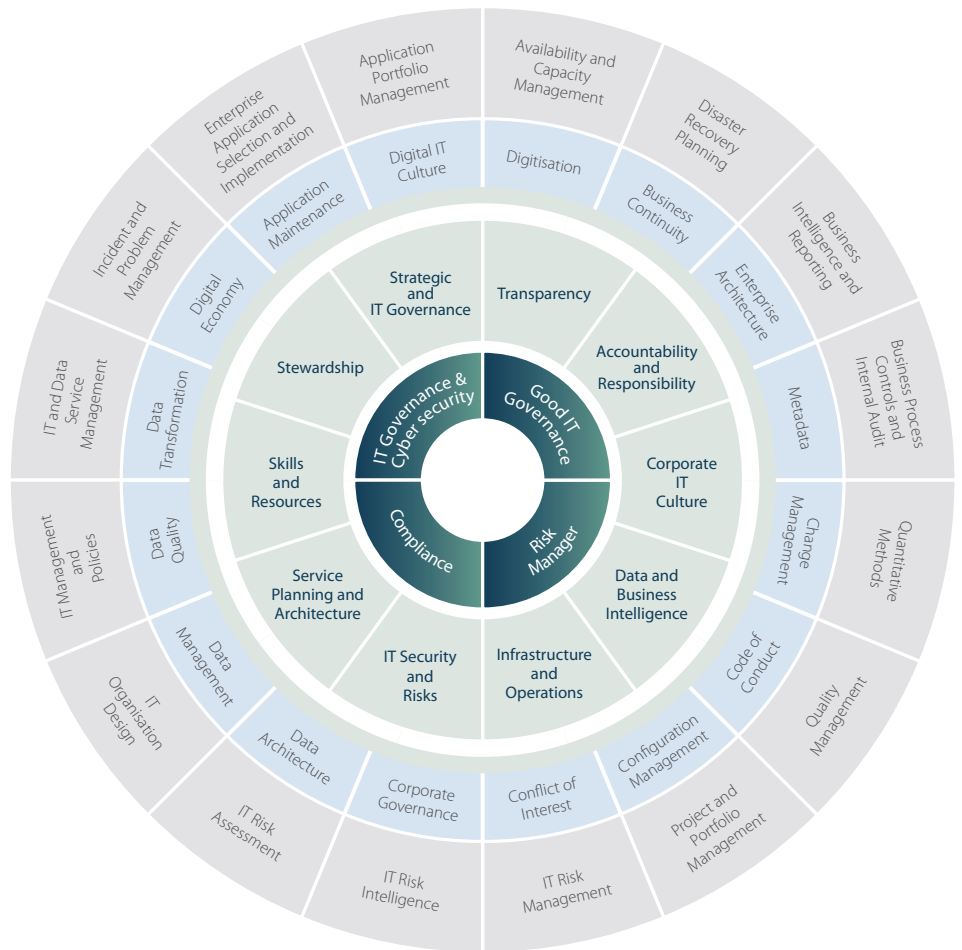 Application
Portfolio
Management
Availability and
Capacity
Management
Disaster
Recovery
Planning
Business
Intelligence and
Reporting
Business Process
Controls and
Internal Audit
Quantitative
Methods
Quality
Management
Project and
Portfolio
Management
IT Risk
Management
IT Risk
Intelligence
IT Risk
Assessment
IT
Organisation
Design
IT Management
and
Policies
IT and Data
Service
Management
Incident and
Problem
Management
Enterprise
Application
Selection and
Implementation
Digital IT
Culture
Digitisation
Business
Continuity
Enterprise
Architecture
Metadata
Change
Management
Code of
Conduct
Configuration
Management
Conflict of
Interest
Corporate
Governance
Data
Architecture
Data
Management
Data
Quality
Data
Transformation
Digital
Economy
Application
Maintenance
Strategic
and
IT Governance
Transparency
Accountability
and
Responsibility
Corporate
IT
Culture
Data and
Business
Intelligence
Infrastructure
and
Operations
IT Security
and
Risks
Service
Planning and
Architecture
Skills
and
Resources
Stewardship
IT Governance &
Cyber security
Good IT
Governance
Risk
Manager
Compliance